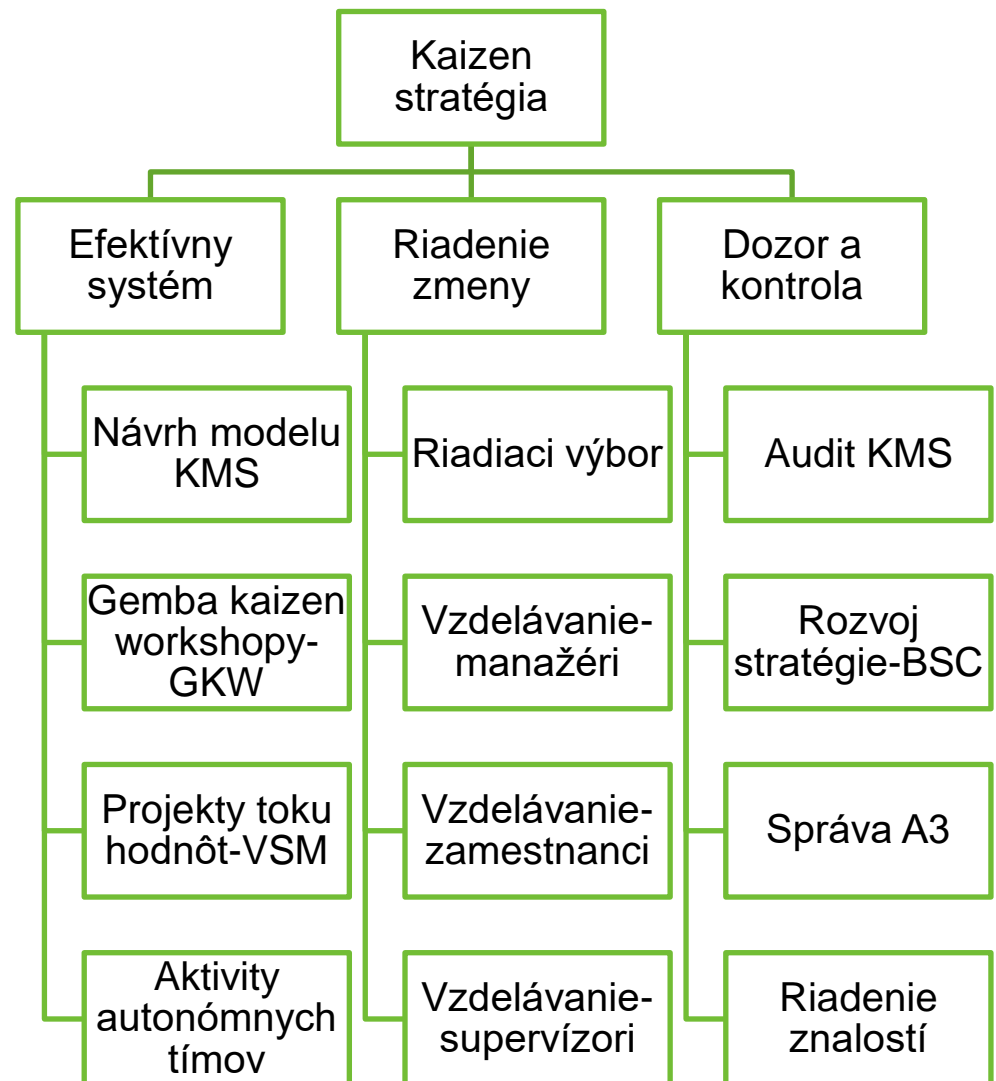 Kaizen
stratégia
Efektívny
systém
Riadenie
zmeny
Dozor a
kontrola
Návrh modelu
KMS
Riadiaci výbor
Audit KMS
Gemba kaizen
workshopy-
GKW
Vzdelávanie-
manažéri
Rozvoj
stratégie-BSC
Projekty toku
hodnôt-VSM
Vzdelávanie-
zamestnanci
Správa A3
Aktivity
autonómnych
tímov
Vzdelávanie-
supervízori
Riadenie
znalostí